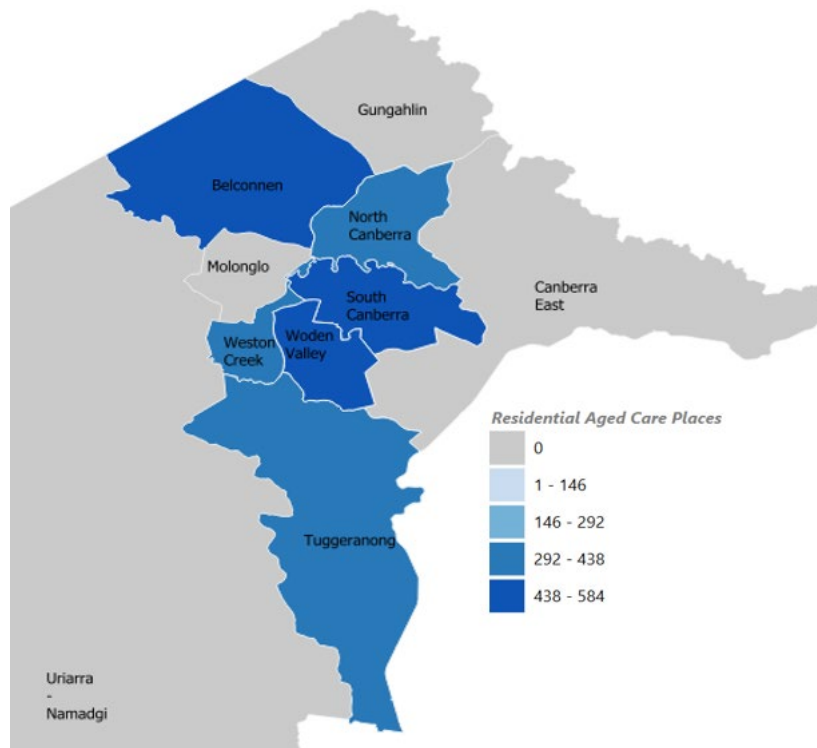 Gungahlin
Belconnen
North
Canberra
Molonglo
Canberra
East
South
Canberra
Weston
Creek
Woden
Valley
Residential Aged Care Places
0
1 - 146
146 - 292
292 - 438
438 - 584
Tuggeranong
Uriarra
-
Namadgi